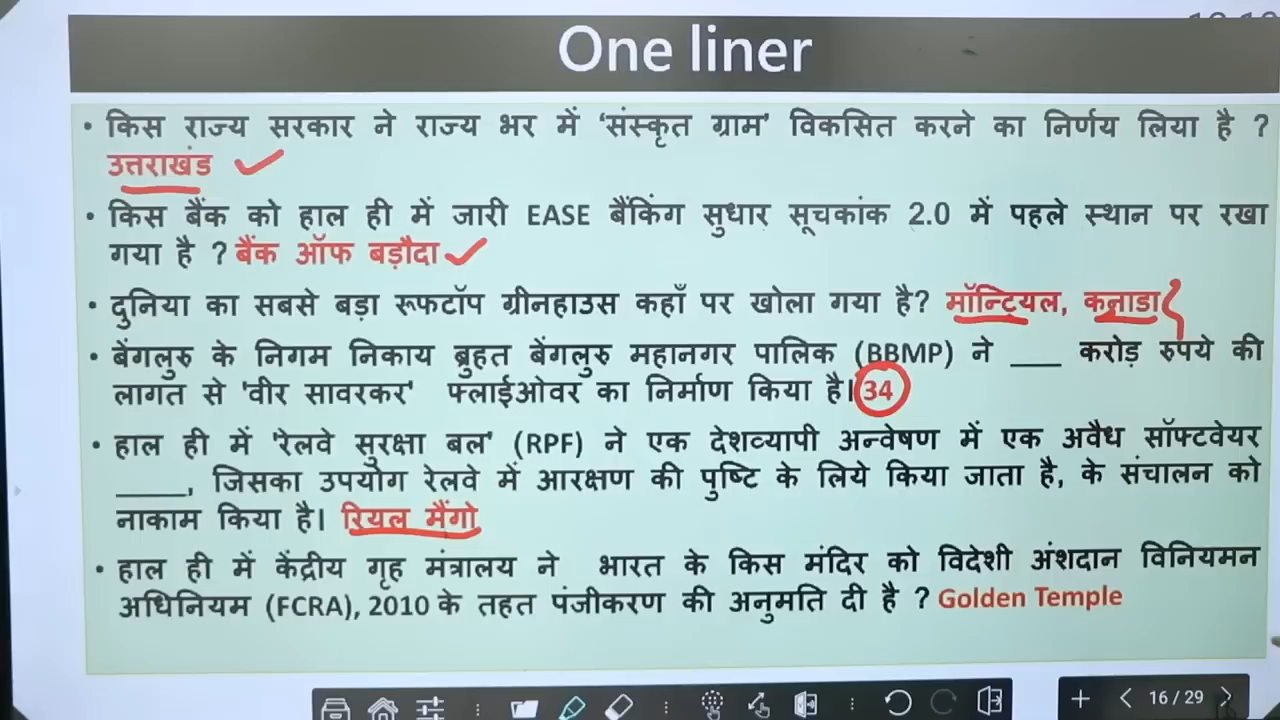 One liner
• किस राज्य सरकार ने राज्य भर में ‘संस्कृत ग्राम’ विकसित करने का निर्णय लिया है ?
उत्तराखंड
• किस बैंक को हाल ही में जारी EASE बैंकिंग सुधार सूचकांक 2.0 में पहले स्थान पर रखा
गया है ? बैंक ऑफ बड़ौदा
• दुनिया का सबसे बड़ा रूफटॉप ग्रीनहाउस कहाँ पर खोला गया है? मॉन्ट्रियल, कनाडा
• बेंगलुरु के निगम निकाय ब्रुहत बेंगलुरु महानगर पालिक (BBMP) ने ___ करोड़ रुपये की
लागत से 'वीर सावरकर' फ्लाईओवर का निर्माण किया है। 34
• हाल ही में 'रेलवे सुरक्षा बल' (RPF) ने एक देशव्यापी अन्वेषण में एक अवैध सॉफ्टवेयर
____, जिसका उपयोग रेलवे में आरक्षण की पुष्टि के लिये किया जाता है, के संचालन को
नाकाम किया है। रियल मैंगो
• हाल ही में केंद्रीय गृह मंत्रालय ने भारत के किस मंदिर को विदेशी अंशदान विनियमन
अधिनियम (FCRA), 2010 के तहत पंजीकरण की अनुमति दी है ? Golden Temple
16 / 29